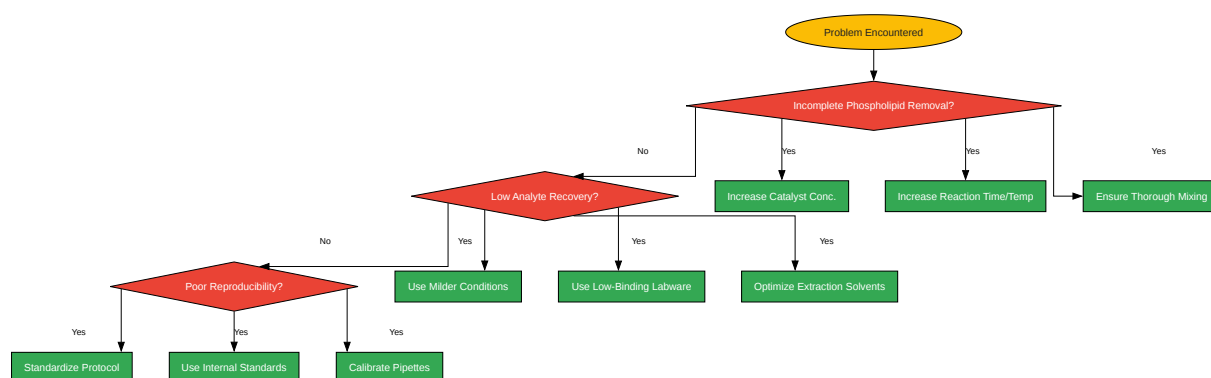 Problem Encountered
Incomplete Phospholipid Removal?
No
Yes
Yes
Yes
Low Analyte Recovery?
Increase Catalyst Conc.
Increase Reaction Time/Temp
Ensure Thorough Mixing
No
Yes
Yes
Yes
Poor Reproducibility?
Use Milder Conditions
Use Low-Binding Labware
Optimize Extraction Solvents
Yes
Yes
Yes
Standardize Protocol
Use Internal Standards
Calibrate Pipettes